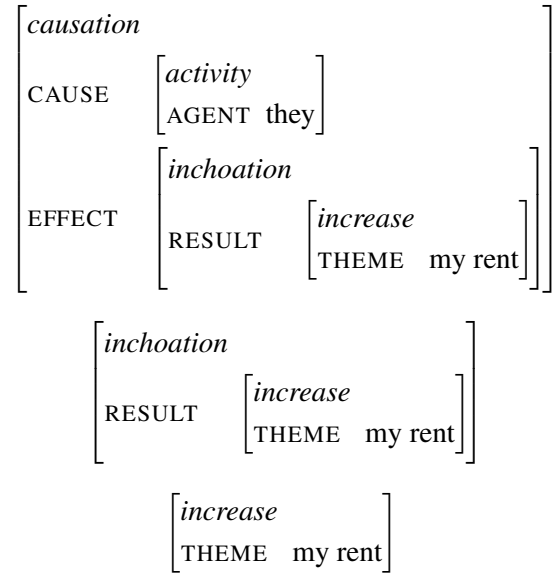 causation
CAUSE
activity
AGENT they
EFFECT
inchoation
RESULT
increase
THEME my rent
inchoation
RESULT
increase
THEME my rent
increase
THEME my rent